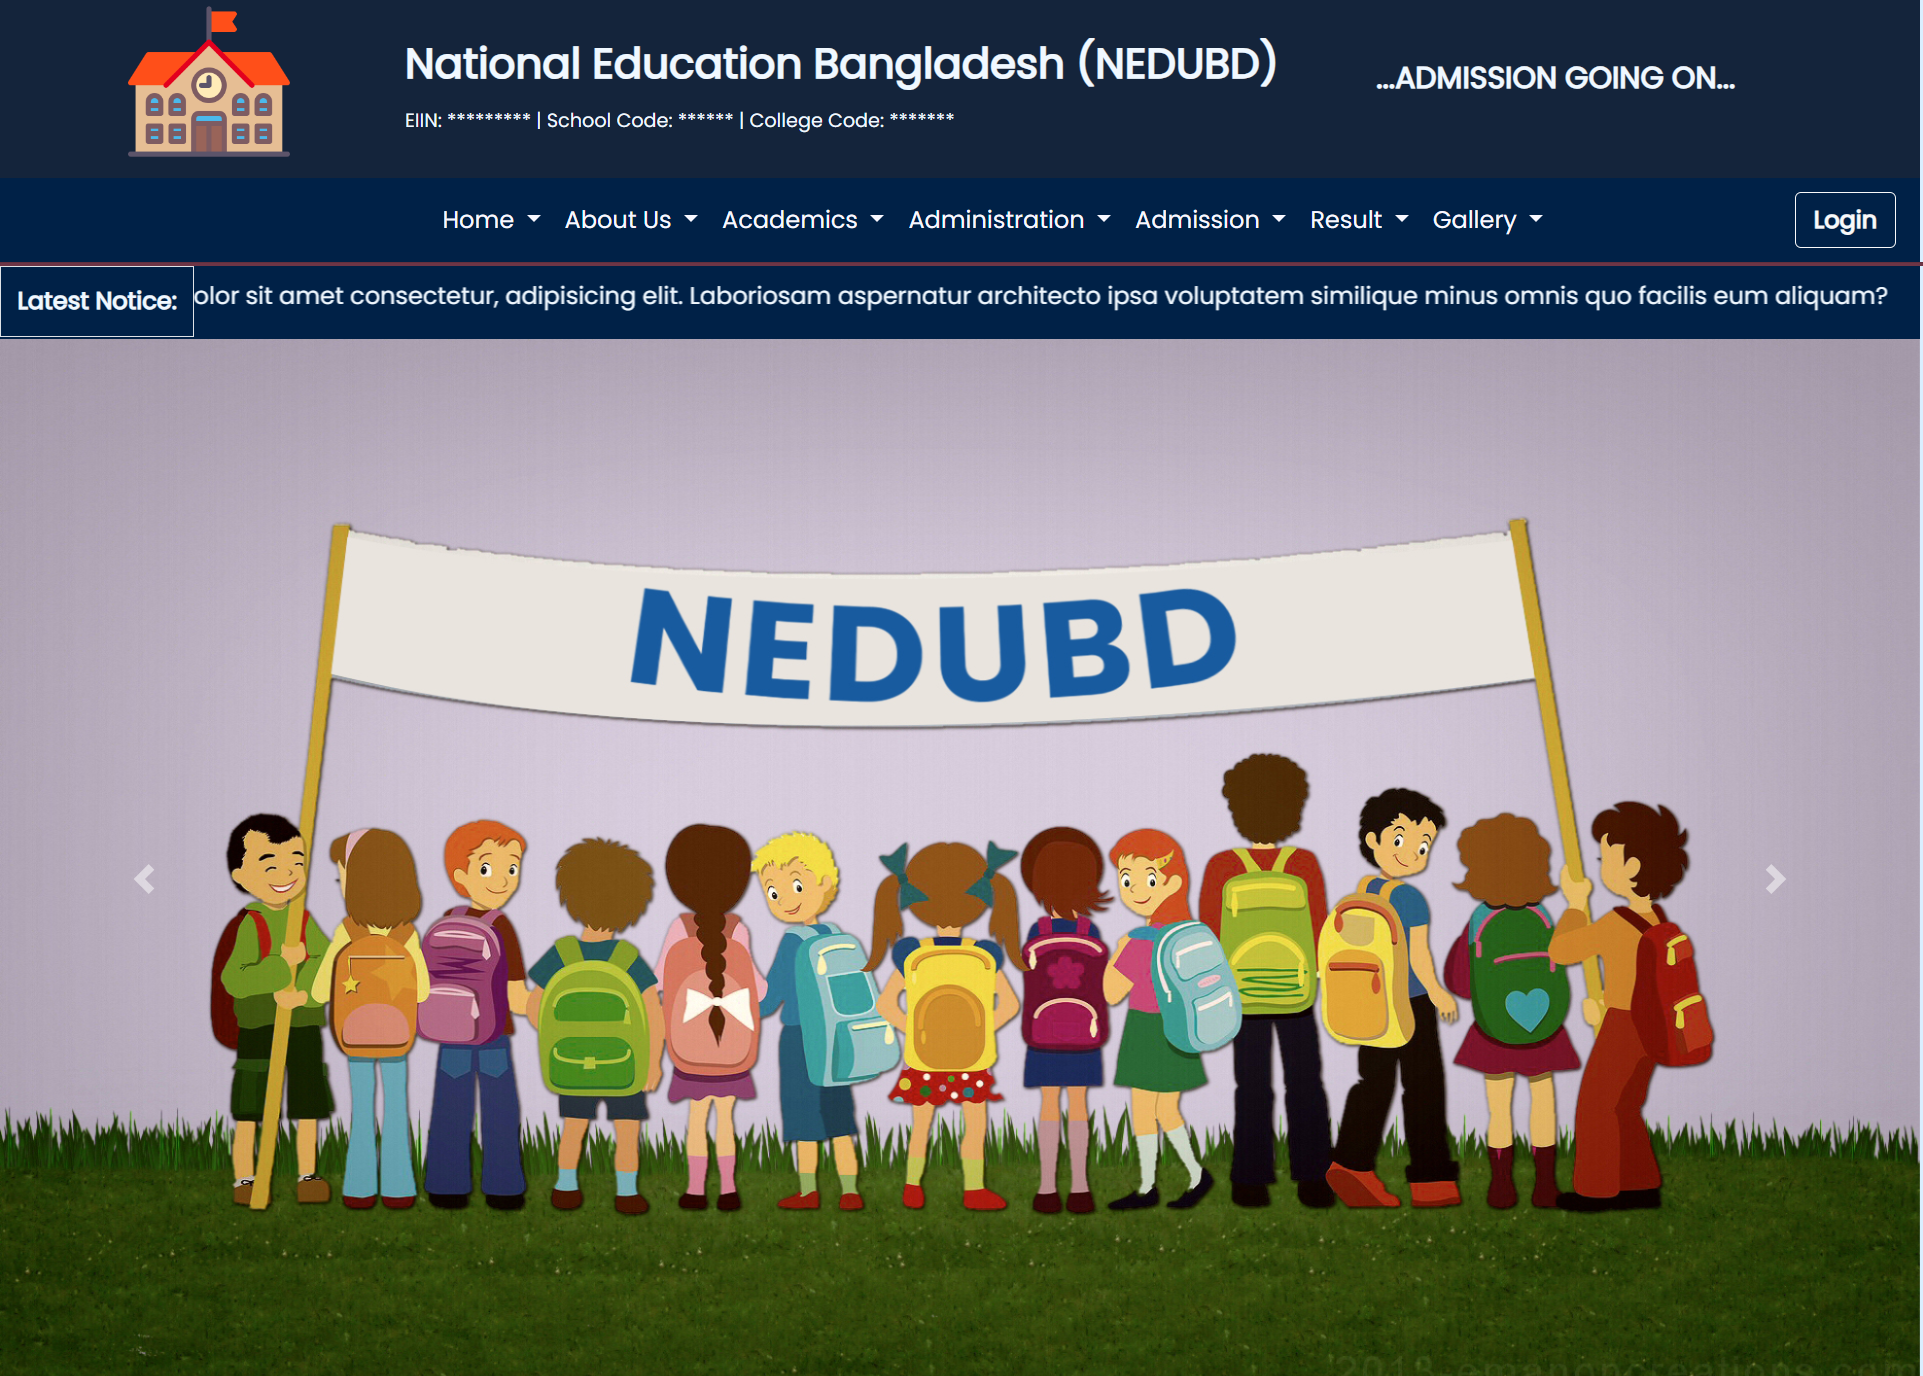 National Education Bangladesh (NEDUBD)
EIIN: ********* | School Code: ****** | College Code: *******
...ADMISSION GOING ON...
Home About Us Academics Administration Admission Result Gallery Login
Latest Notice: olor sit amet consectetur, adipisicing elit. Laboriosam aspernatur architecto ipsa voluptatem similique minus omnis quo facilis eum aliquam?
NEDUBD